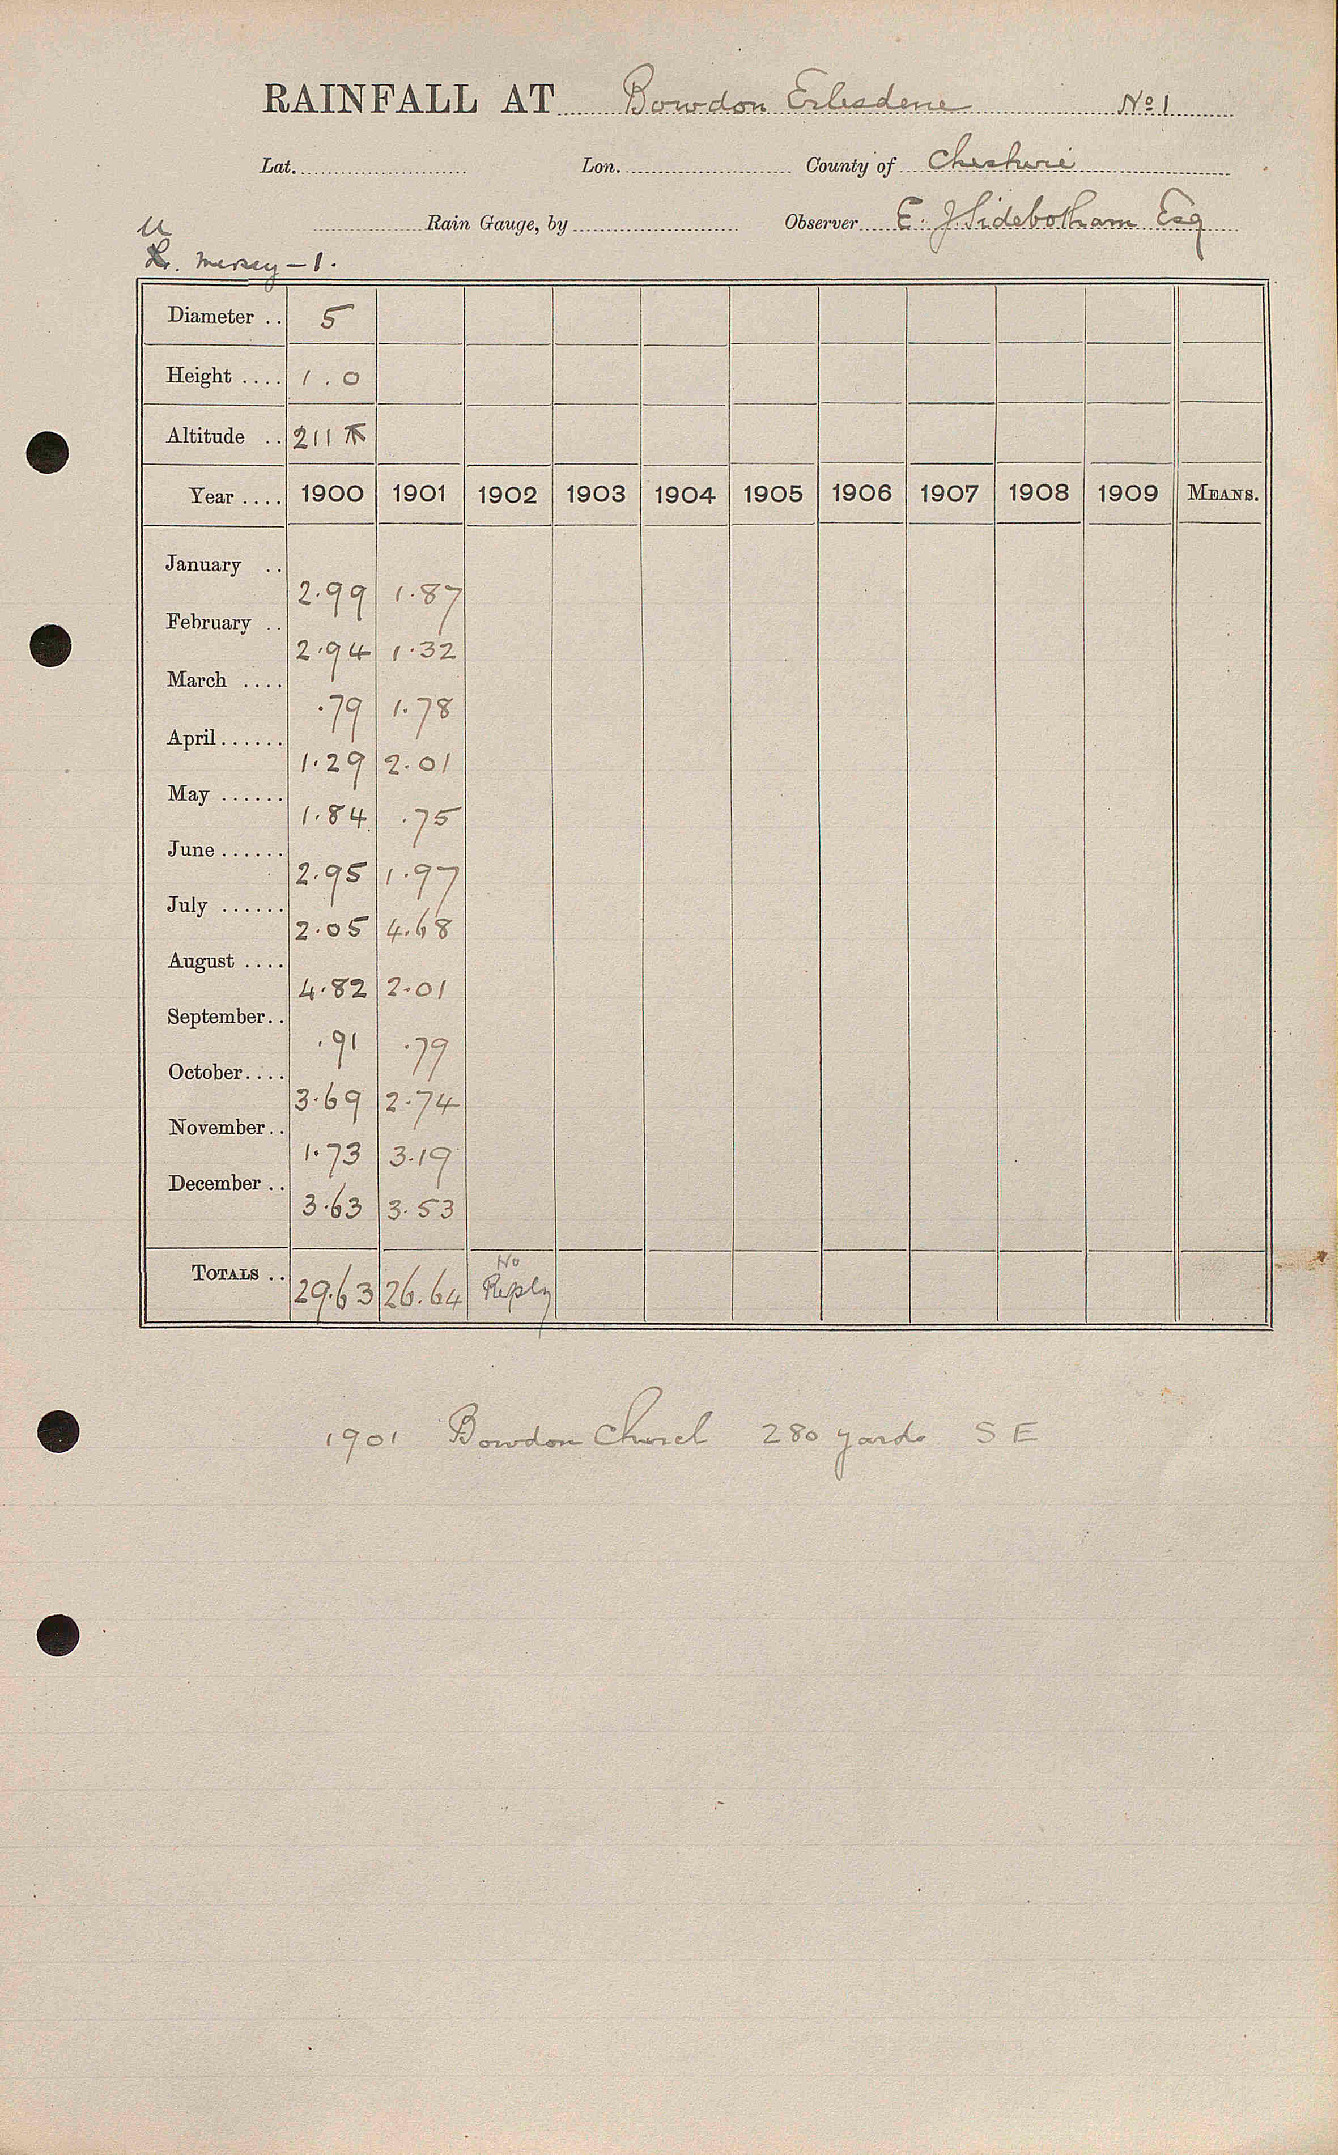 RAINFALL AT Bowdon Erlesdene No 1
Lat. Lon. County of Cheshire
Rain Gauge, by Observer E. J. Sidebotham Esq
U
Mersey - 1.
Diameter .. 5
Height .... 1.0
Altitude .. 211
Year .... 1900 1901 1902 1903 1904 1905 1906 1907 1908 1909 MEANS.
January .. 2.99 1.87
February .. 2.94 1.32
March .... .79 1.78
April...... 1.29 2.01
May ...... 1.84 .75
June ...... 2.95 1.97
July ...... 2.05 4.68
August .... 4.82 2.01
September.. .91 .79
October.... 3.69 2.74
November.. 1.73 3.19
December .. 3.63 3.53
TOTALS .. 29.63 26.64 No Reply
1901 Bowdon Church 280 yards S E